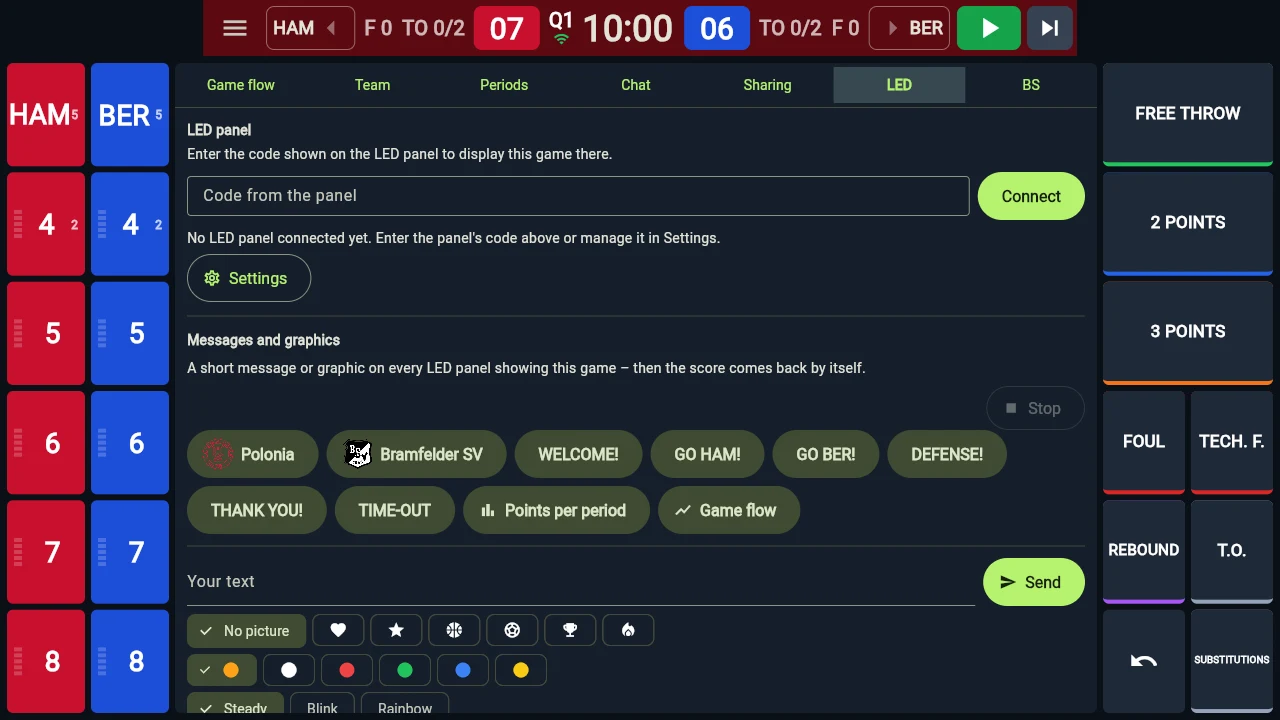 HAM F 0 TO 0/2 07 Q1 10:00 06 TO 0/2 F 0 BER
HAM 5 BER 5
4 2 4 2
5 5
6 6
7 7
8 8
Game flow Team Periods Chat Sharing LED BS
LED panel
Enter the code shown on the LED panel to display this game there.
Code from the panel Connect
No LED panel connected yet. Enter the panel's code above or manage it in Settings.
Settings
Messages and graphics
A short message or graphic on every LED panel showing this game – then the score comes back by itself.
Stop
Polonia Bramfelder SV WELCOME! GO HAM! GO BER! DEFENSE!
THANK YOU! TIME-OUT Points per period Game flow
Your text Send
No picture
Steady Blink Rainbow
FREE THROW
2 POINTS
3 POINTS
FOUL TECH. F.
REBOUND T.O.
SUBSTITUTIONS